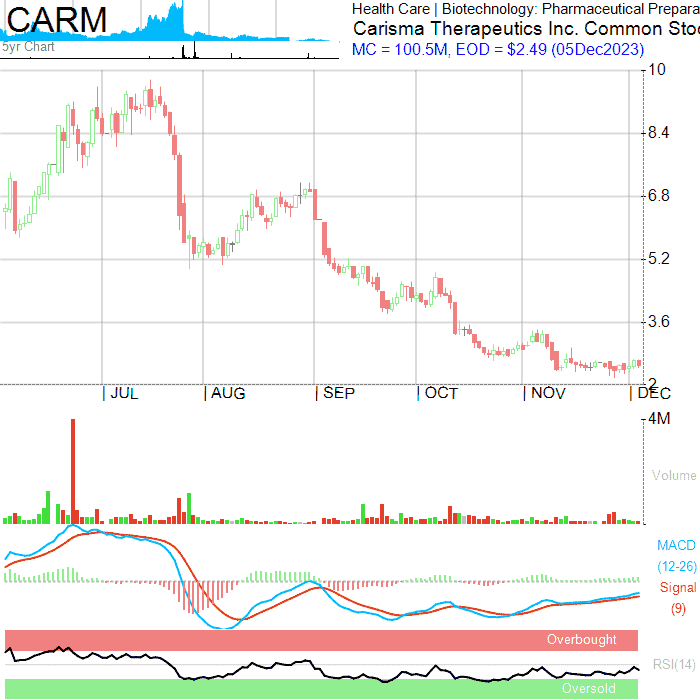 CARM
5yr Chart
Health Care | Biotechnology: Pharmaceutical Prepara
Carisma Therapeutics Inc. Common Stoc
MC = 100.5M, EOD = $2.49 (05Dec2023)
10
8.4
6.8
5.2
3.6
2
JUL AUG SEP OCT NOV DEC
4M
Volume
MACD
(12-26)
Signal
(9)
Overbought
RSI(14)
Oversold